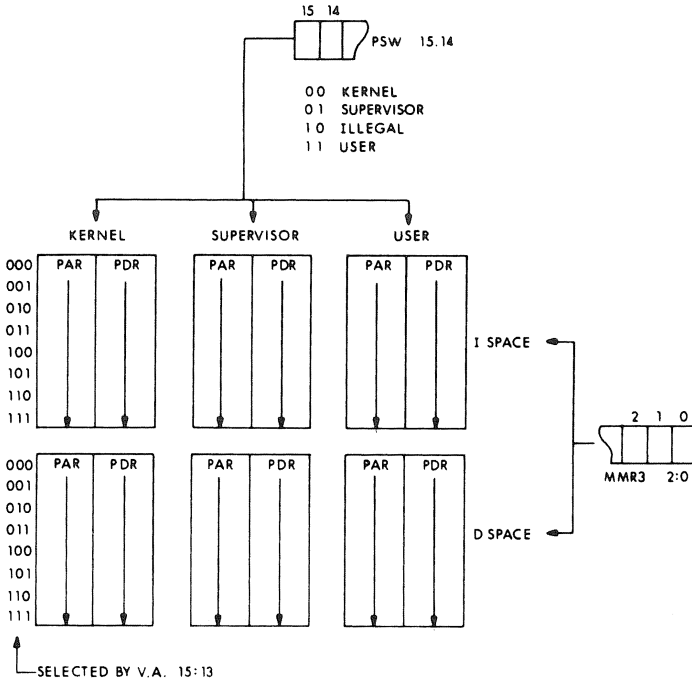 15 14
PSW 15.14
00 KERNEL
01 SUPERVISOR
10 ILLEGAL
11 USER
KERNEL SUPERVISOR USER
000 PAR PDR PAR PDR PAR PDR
001
010
011
I SPACE
100
101
110
111
2 1 0
MMR3 2:0
000 PAR PDR PAR PDR PAR PDR
001
010
011
D SPACE
100
101
110
111
SELECTED BY V.A. 15:13